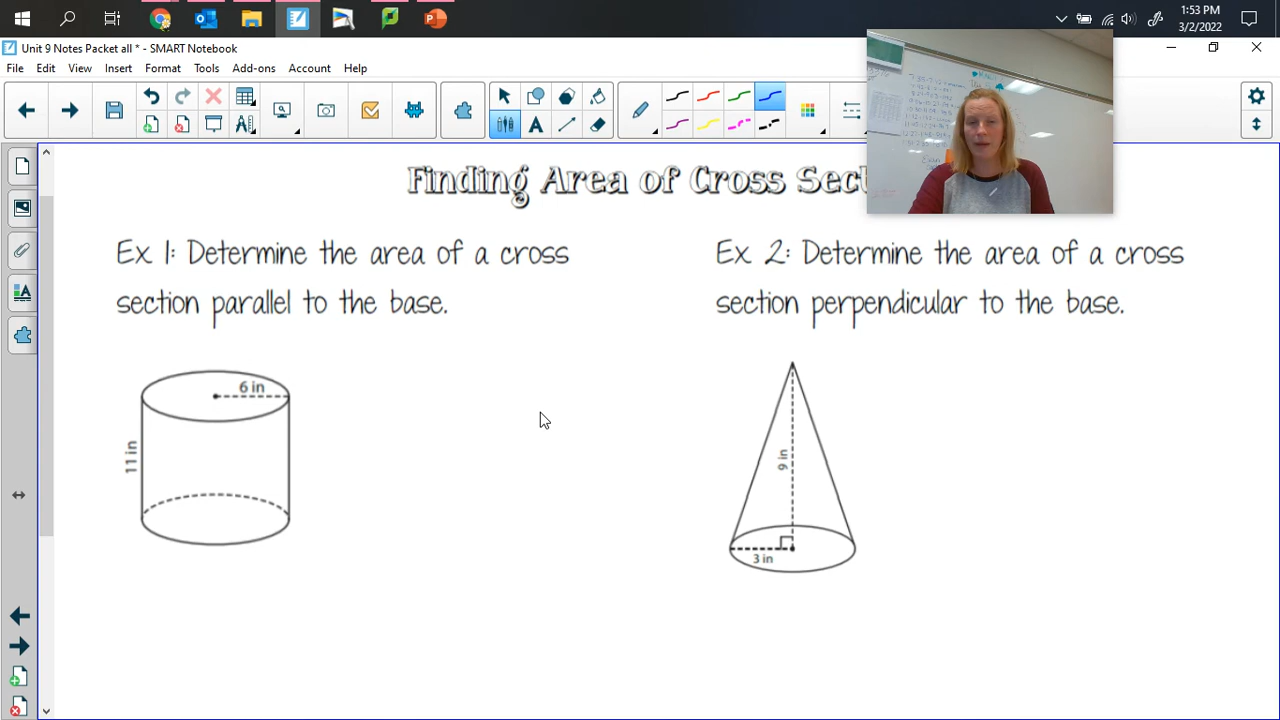 1:53 PM
3/2/2022
Unit 9 Notes Packet all * - SMART Notebook
File Edit View Insert Format Tools Add-ons Account Help
Finding Area of Cross Sect
Ex 1: Determine the area of a cross
section parallel to the base.
6 in
11 in
Ex 2: Determine the area of a cross
section perpendicular to the base.
9 in
3 in